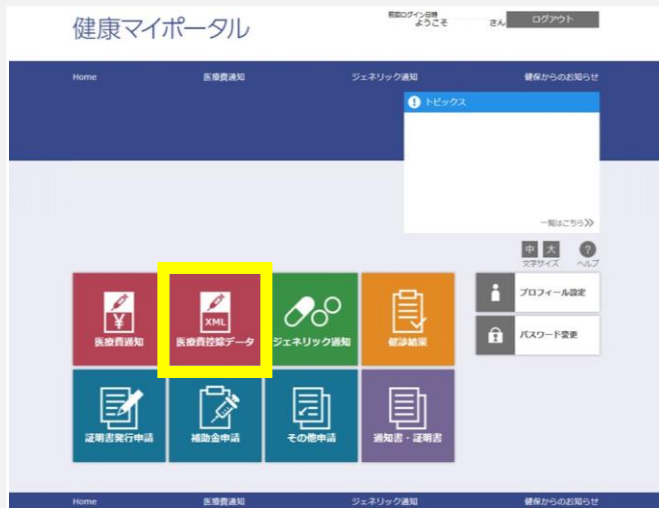 健康マイポータル
前回ログイン日時
ようこそ さん
ログアウト
Home 医療費通知 ジェネリック通知 健保からのお知らせ
! トピックス
一覧はこちら》
中 大 ?
文字サイズ ヘルプ
¥ XML
医療費通知 医療費控除データ ジェネリック通知 健診結果
プロフィール設定
パスワード変更
証明書発行申請 補助金申請 その他申請 通知書・証明書
Home 医療費通知 ジェネリック通知 健保からのお知らせ